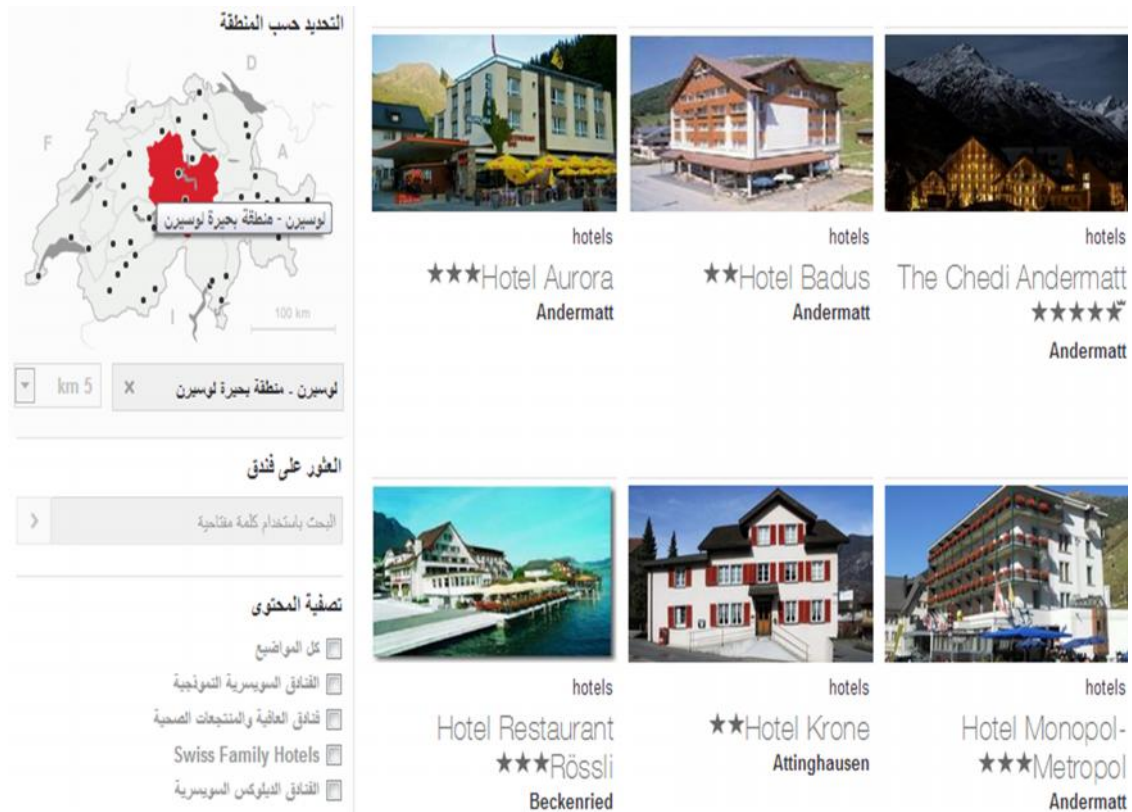 التحديد حسب المنطقة
D
F
A
I
لوسيرن - منطقة بحيرة لوسيرن
100 km
لوسيرن - منطقة بحيرة لوسيرن ×
km 5
العثور على فندق
البحث باستخدام كلمة مفتاحية
تصفية المحتوى
كل المواضيع
الفنادق السويسرية النموذجية
فنادق العافية والمنتجعات الصحية
Swiss Family Hotels
الفنادق الديلوكس السويسرية
hotels
★★★Hotel Aurora
Andermatt
hotels
★★Hotel Badus
Andermatt
hotels
The Chedi Andermatt
★★★★★
Andermatt
hotels
Hotel Restaurant
★★★Rössli
Beckenried
hotels
★★Hotel Krone
Attinghausen
hotels
Hotel Monopol-
★★★Metropol
Andermatt